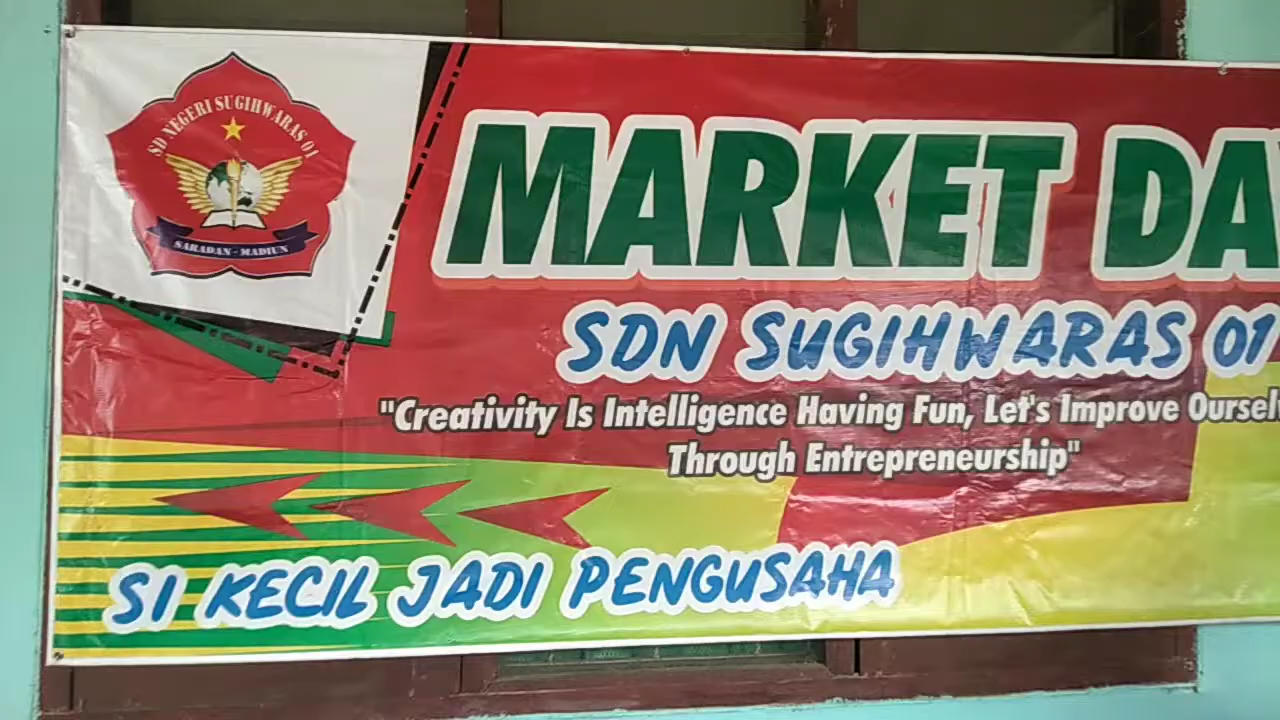 SD NEGERI SUGIHWARAS 01
SARADAN - MADIUN
MARKET DA
SDN SUGIHWARAS 01
"Creativity Is Intelligence Having Fun, Let's Improve Oursel
Through Entrepreneurship"
SI KECIL JADI PENGUSAHA